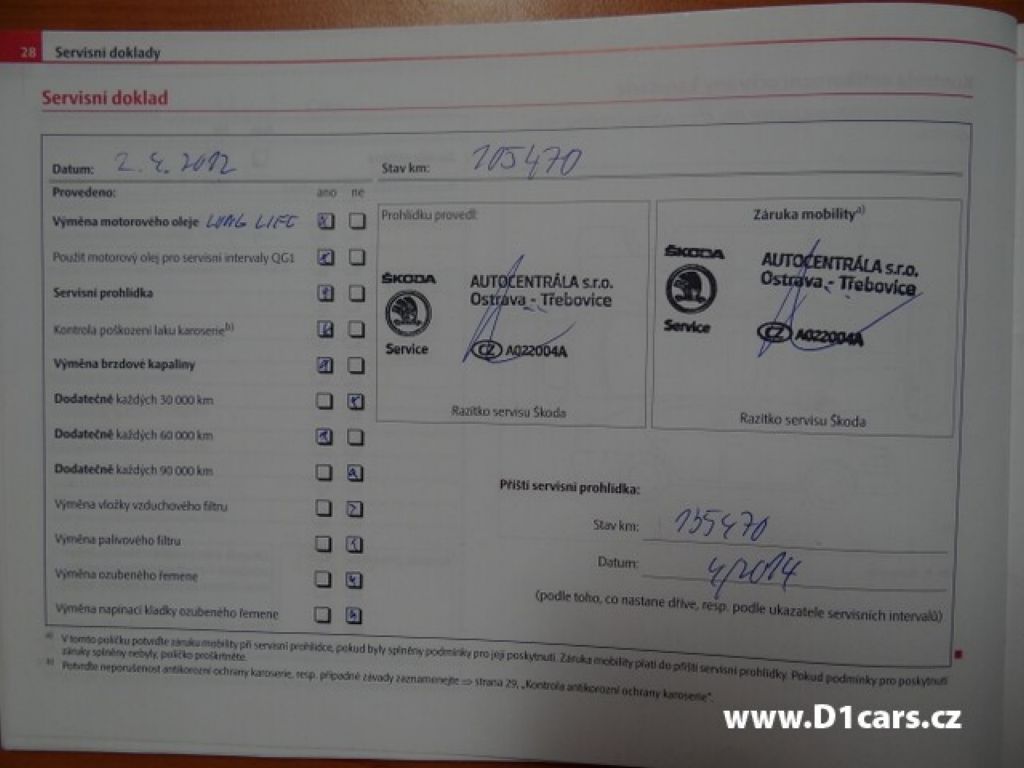 28 Servisní doklady
Servisní doklad
Datum: 2. 4. 2012 Stav km: 105470
Provedeno: ano ne
Výměna motorového oleje LONG LIFE
Použit motorový olej pro servisní intervaly QG1
Servisní prohlídka
Kontrola poškození laku karoserie b)
Výměna brzdové kapaliny
Dodatečně každých 30 000 km
Dodatečně každých 60 000 km
Dodatečně každých 90 000 km
Výměna vložky vzduchového filtru
Výměna palivového filtru
Výměna ozubeného řemene
Výměna napínací kladky ozubeného řemene
Prohlídku provedl:
ŠKODA
Service
AUTOCENTRÁLA s.r.o.
Ostrava - Třebovice
CZ A022004A
Razítko servisu Škoda
Záruka mobility a)
ŠKODA
Service
AUTOCENTRÁLA s.r.o.
Ostrava - Třebovice
CZ A022004A
Razítko servisu Škoda
Příští servisní prohlídka:
Stav km: 135470
Datum: 4/2014
(podle toho, co nastane dříve, resp. podle ukazatele servisních intervalů)
a) V tomto políčku potvrďte záruku mobility při servisní prohlídce, pokud byly splněny podmínky pro její poskytnutí. Záruka mobility platí do příští servisní prohlídky. Pokud podmínky pro poskytnutí
záruky splněny nebyly, políčko proškrtněte.
b) Potvrďte neporušenost antikorozní ochrany karoserie, resp. případné závady zaznamenejte ⇒ strana 29, „Kontrola antikorozní ochrany karoserie“.
www.D1cars.cz